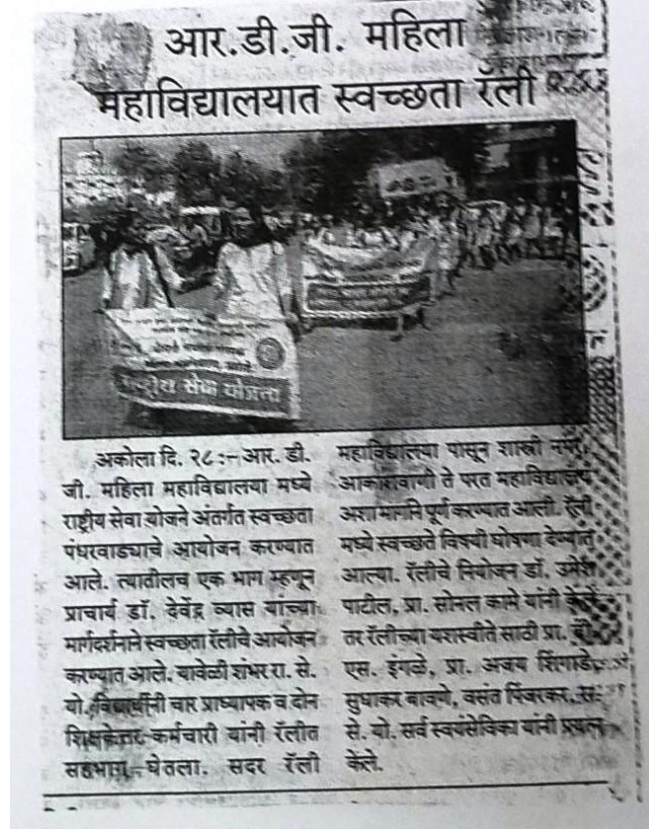 आर.डी.जी. महिला
महाविद्यालयात स्वच्छता रॅली
राष्ट्रीय सेवा योजना
अकोला दि. २८:- आर. डी.
जी. महिला महाविद्यालया मध्ये
राष्ट्रीय सेवा योजने अंतर्गत स्वच्छता
पंधरवाड्याचे आयोजन करण्यात
आले. त्यातीलच एक भाग म्हणून
प्राचार्य डॉ. देवेंद्र व्यास यांच्या
मार्गदर्शनाने स्वच्छता रॅलीचे आयोजन
करण्यात आले. यावेळी शंभर रा. से.
यो. विद्यार्थीनी चार प्राध्यापक व दोन
शिक्षकेत्तर कर्मचारी यांनी रॅलीत
सहभाग घेतला. सदर रॅली
महाविद्यालया पासून शास्त्री नगर,
आकाशवाणी ते परत महाविद्यालय
अशा मार्गाने पूर्ण करण्यात आली. रॅली
मध्ये स्वच्छते विषयी घोषणा देण्यात
आल्या. रॅलीचे नियोजन डॉ. उमेश
पाटील, प्रा. सोनल कामे यांनी केले
तर रॅलीच्या यशस्वीते साठी प्रा.
एस. इंगळे, प्रा. अजय शिंगाडे,
सुधाकर बावणे, वसंत पिंजरकर, रा.
से. यो. सर्व स्वयंसेविका यांनी प्रयत्न
केले.